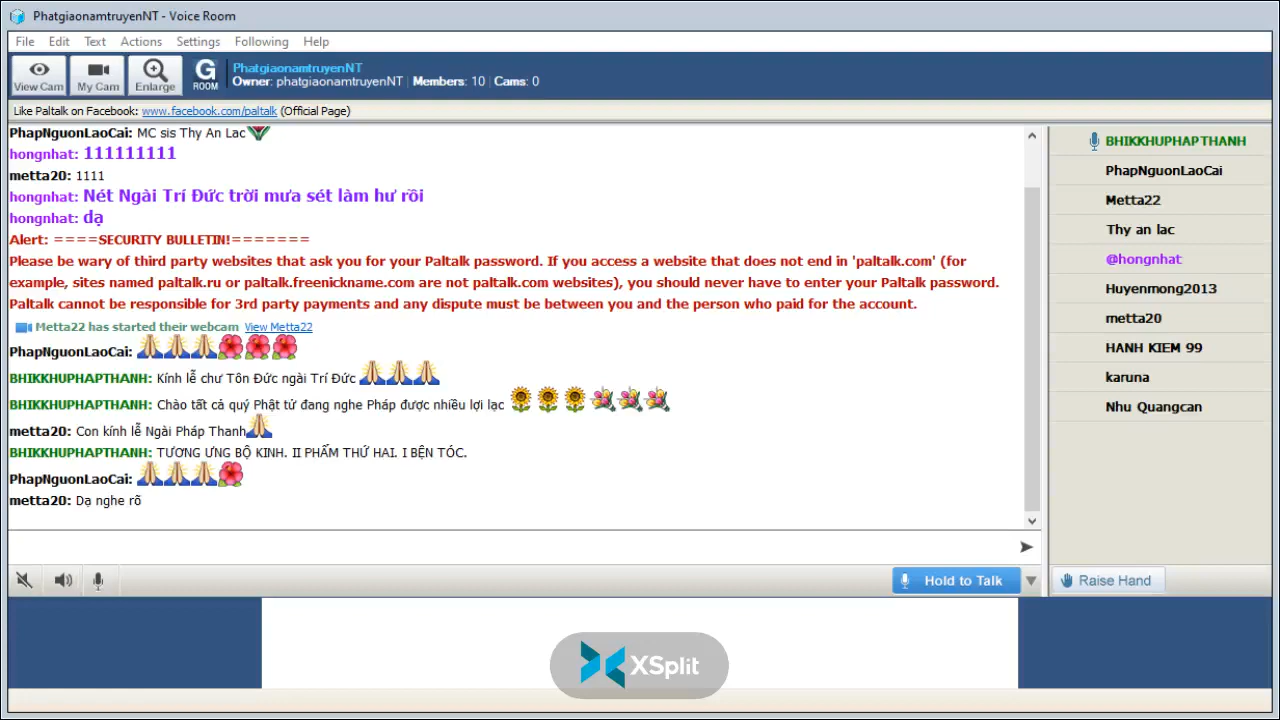 PhatgiaonamtruyenNT - Voice Room
File Edit Text Actions Settings Following Help
View Cam My Cam Enlarge G ROOM
PhatgiaonamtruyenNT
Owner: phatgiaonamtruyenNT | Members: 10 | Cams: 0
Like Paltalk on Facebook: www.facebook.com/paltalk (Official Page)
PhapNguonLaoCai: MC sis Thy An Lac
hongnhat: 111111111
metta20: 1111
hongnhat: Nét Ngài Trí Đức trời mưa sét làm hư rồi
hongnhat: dạ
Alert: ====SECURITY BULLETIN!=======
Please be wary of third party websites that ask you for your Paltalk password. If you access a website that does not end in 'paltalk.com' (for
example, sites named paltalk.ru or paltalk.freenickname.com are not paltalk.com websites), you should never have to enter your Paltalk password.
Paltalk cannot be responsible for 3rd party payments and any dispute must be between you and the person who paid for the account.
Metta22 has started their webcam View Metta22
PhapNguonLaoCai:
BHIKKHUPHAPTHANH: Kính lễ chư Tôn Đức ngài Trí Đức
BHIKKHUPHAPTHANH: Chào tất cả quý Phật tử đang nghe Pháp được nhiều lợi lạc
metta20: Con kính lễ Ngài Pháp Thanh
BHIKKHUPHAPTHANH: TƯƠNG ƯNG BỘ KINH. II PHẨM THỨ HAI. I BỆN TÓC.
PhapNguonLaoCai:
metta20: Dạ nghe rõ
BHIKKHUPHAPTHANH
PhapNguonLaoCai
Metta22
Thy an lac
@hongnhat
Huyenmong2013
metta20
HANH KIEM 99
karuna
Nhu Quangcan
Hold to Talk
Raise Hand
XSplit